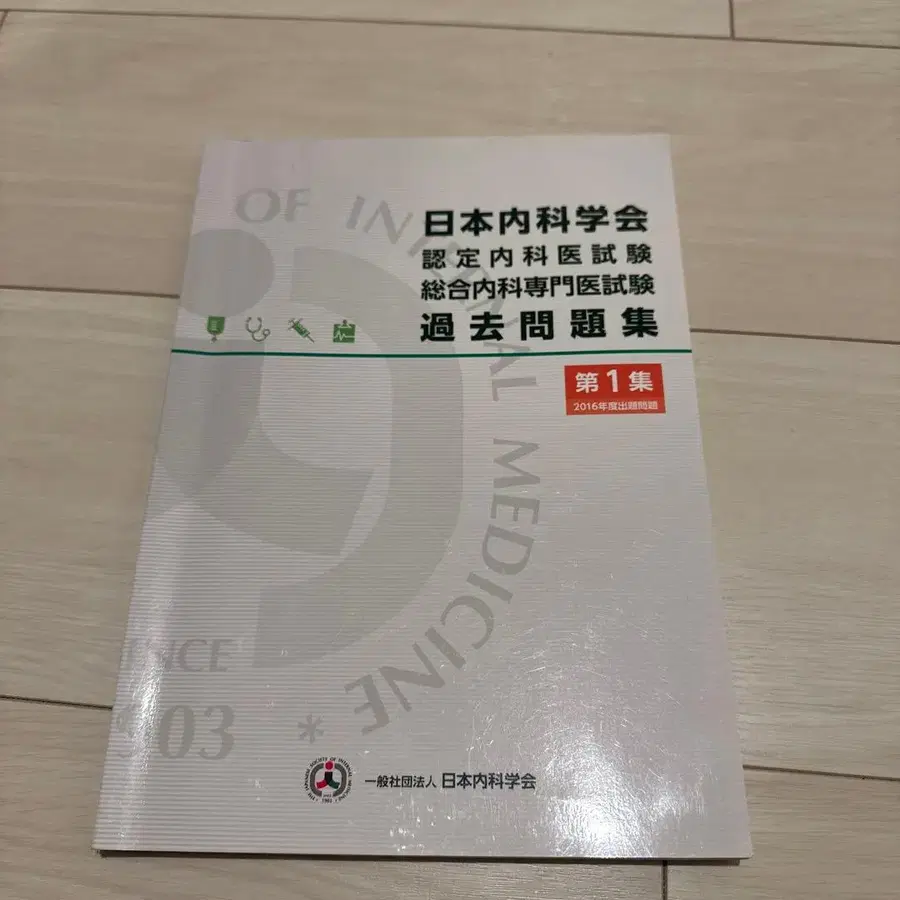 日本内科学会
認定内科医試験
総合内科専門医試験
過去問題集
第1集
2016年度出題問題
OF INTERNAL MEDICINE *
一般社団法人 日本内科学会